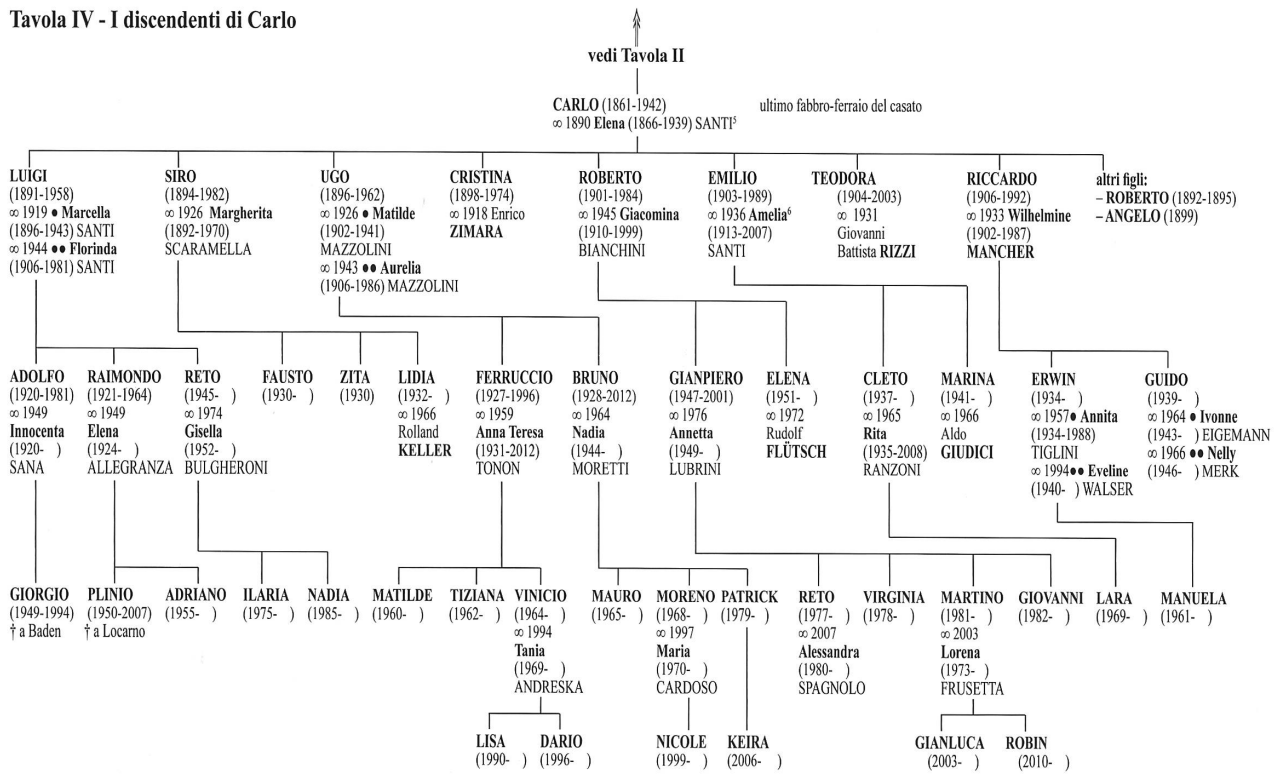 Tavola IV - I discendenti di Carlo
vedi Tavola II
CARLO (1861-1942)
∞ 1890 Elena (1866-1939) SANTI⁵
ultimo fabbro-ferraio del casato
LUIGI
(1891-1958)
∞ 1919 • Marcella
(1896-1943) SANTI
∞ 1944 •• Florinda
(1906-1981) SANTI
SIRO
(1894-1982)
∞ 1926 Margherita
(1892-1970)
SCARAMELLA
UGO
(1896-1962)
∞ 1926 • Matilde
(1902-1941)
MAZZOLINI
∞ 1943 •• Aurelia
(1906-1986) MAZZOLINI
CRISTINA
(1898-1974)
∞ 1918 Enrico
ZIMARA
ROBERTO
(1901-1984)
∞ 1945 Giacomina
(1910-1999)
BIANCHINI
EMILIO
(1903-1989)
∞ 1936 Amelia⁶
(1913-2007)
SANTI
TEODORA
(1904-2003)
∞ 1931
Giovanni
Battista RIZZI
RICCARDO
(1906-1992)
∞ 1933 Wilhelmine
(1902-1987)
MANCHER
altri figli:
– ROBERTO (1892-1895)
– ANGELO (1899)
ADOLFO
(1920-1981)
∞ 1949
Innocenta
(1920- )
SANA
RAIMONDO
(1921-1964)
∞ 1949
Elena
(1924- )
ALLEGRANZA
RETO
(1945- )
∞ 1974
Gisella
(1952- )
BULGHERONI
FAUSTO
(1930- )
ZITA
(1930)
LIDIA
(1932- )
∞ 1966
Rolland
KELLER
FERRUCCIO
(1927-1996)
∞ 1959
Anna Teresa
(1931-2012)
TONON
BRUNO
(1928-2012)
∞ 1964
Nadia
(1944- )
MORETTI
GIANPIERO
(1947-2001)
∞ 1976
Annetta
(1949- )
LUBRINI
ELENA
(1951- )
∞ 1972
Rudolf
FLÜTSCH
CLETO
(1937- )
∞ 1965
Rita
(1935-2008)
RANZONI
MARINA
(1941- )
∞ 1966
Aldo
GIUDICI
ERWIN
(1934- )
∞ 1957 • Annita
(1934-1988)
TIGLINI
∞ 1994 •• Eveline
(1940- ) WALSER
GUIDO
(1939- )
∞ 1964 • Ivonne
(1943- ) EIGEMANN
∞ 1966 •• Nelly
(1946- ) MERK
GIORGIO
(1949-1994)
† a Baden
PLINIO
(1950-2007)
† a Locarno
ADRIANO
(1955- )
ILARIA
(1975- )
NADIA
(1985- )
MATILDE
(1960- )
TIZIANA
(1962- )
VINICIO
(1964- )
∞ 1994
Tania
(1969- )
ANDRESKA
MAURO
(1965- )
MORENO
(1968- )
∞ 1997
Maria
(1970- )
CARDOSO
PATRICK
(1979- )
RETO
(1977- )
∞ 2007
Alessandra
(1980- )
SPAGNOLO
VIRGINIA
(1978- )
MARTINO
(1981- )
∞ 2003
Lorena
(1973- )
FRUSETTA
GIOVANNI
(1982- )
LARA
(1969- )
MANUELA
(1961- )
LISA
(1990- )
DARIO
(1996- )
NICOLE
(1999- )
KEIRA
(2006- )
GIANLUCA
(2003- )
ROBIN
(2010- )